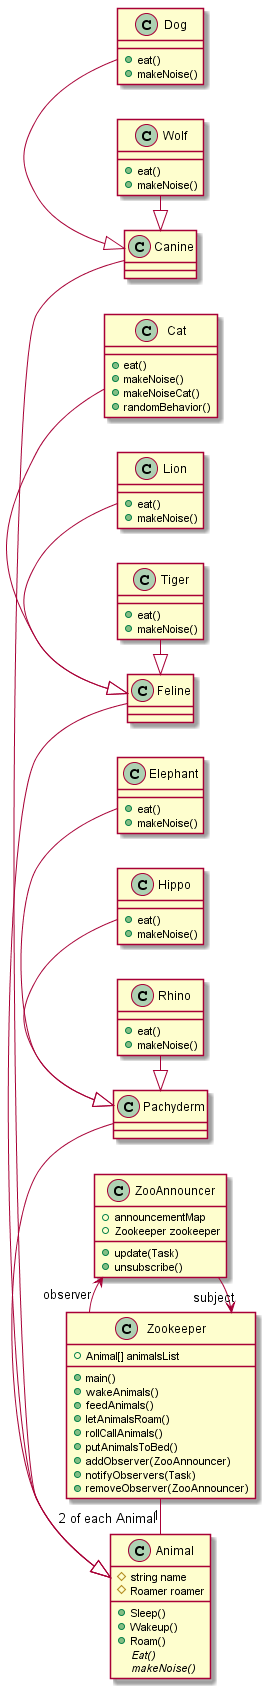 C Dog
eat()
makeNoise()
C Wolf
eat()
makeNoise()
C Canine
C Cat
eat()
makeNoise()
makeNoiseCat()
randomBehavior()
C Lion
eat()
makeNoise()
C Tiger
eat()
makeNoise()
C Feline
C Elephant
eat()
makeNoise()
C Hippo
eat()
makeNoise()
C Rhino
eat()
makeNoise()
C Pachyderm
C ZooAnnouncer
announcementMap
Zookeeper zookeeper
update(Task)
unsubscribe()
observer
subject
C Zookeeper
Animal[] animalsList
main()
wakeAnimals()
feedAnimals()
letAnimalsRoam()
rollCallAnimals()
putAnimalsToBed()
addObserver(ZooAnnouncer)
notifyObservers(Task)
removeObserver(ZooAnnouncer)
2 of each Animal
C Animal
string name
Roamer roamer
Sleep()
Wakeup()
Roam()
Eat()
makeNoise()